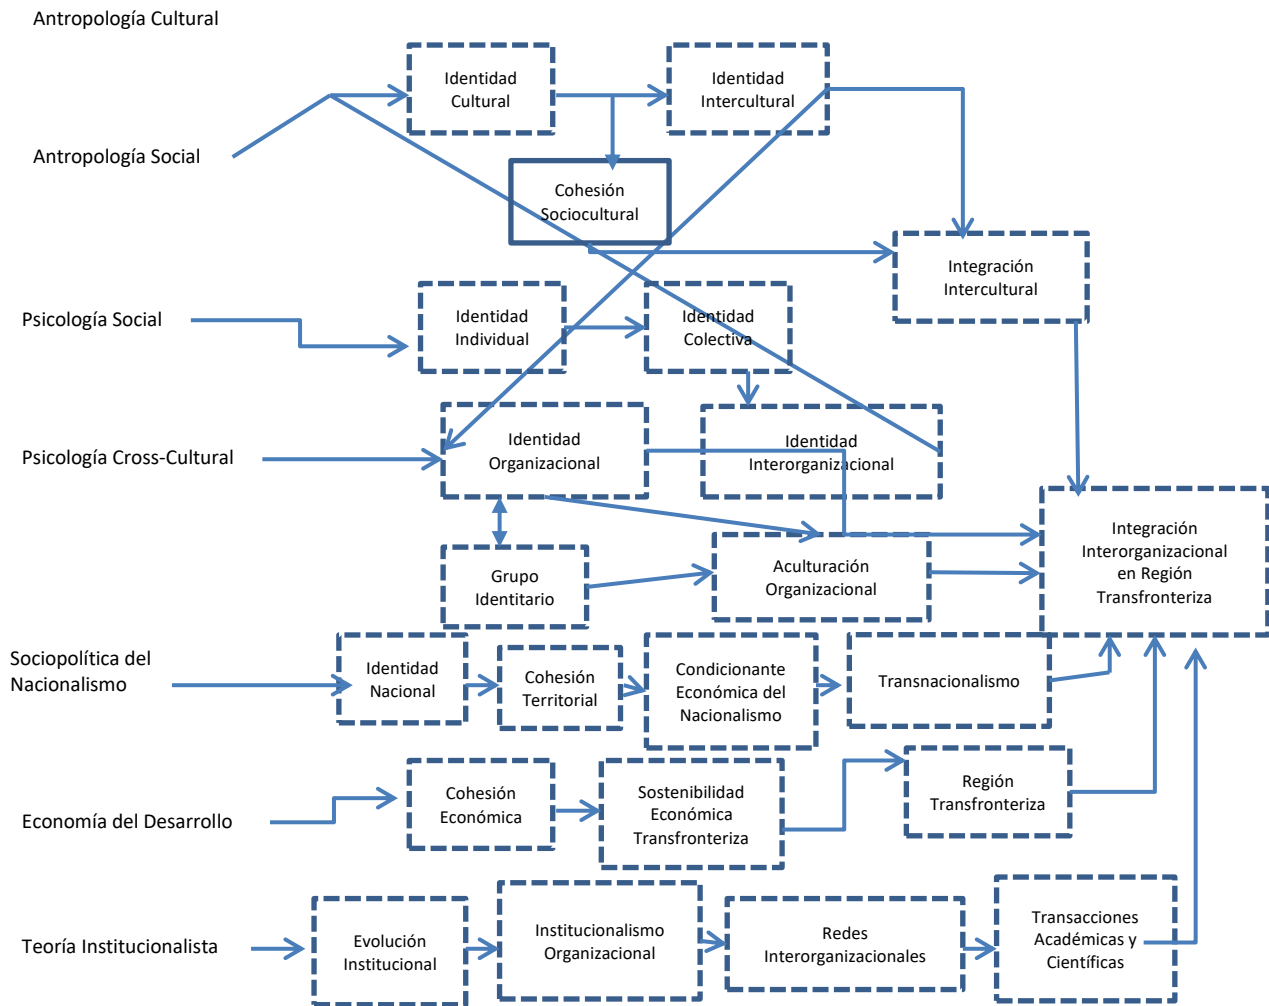 Antropología Cultural
Identidad
Cultural
Identidad
Intercultural
Antropología Social
Cohesión
Sociocultural
Integración
Intercultural
Psicología Social
Identidad
Individual
Identidad
Colectiva
Psicología Cross-Cultural
Identidad
Organizacional
Identidad
Interorganizacional
Integración
Interorganizacional
en Región
Transfronteriza
Grupo
Identitario
Aculturación
Organizacional
Sociopolítica del
Nacionalismo
Identidad
Nacional
Cohesión
Territorial
Condicionante
Económica del
Nacionalismo
Transnacionalismo
Economía del Desarrollo
Cohesión
Económica
Sostenibilidad
Económica
Transfronteriza
Región
Transfronteriza
Teoría Institucionalista
Evolución
Institucional
Institucionalismo
Organizacional
Redes
Interorganizacionales
Transacciones
Académicas y
Científicas